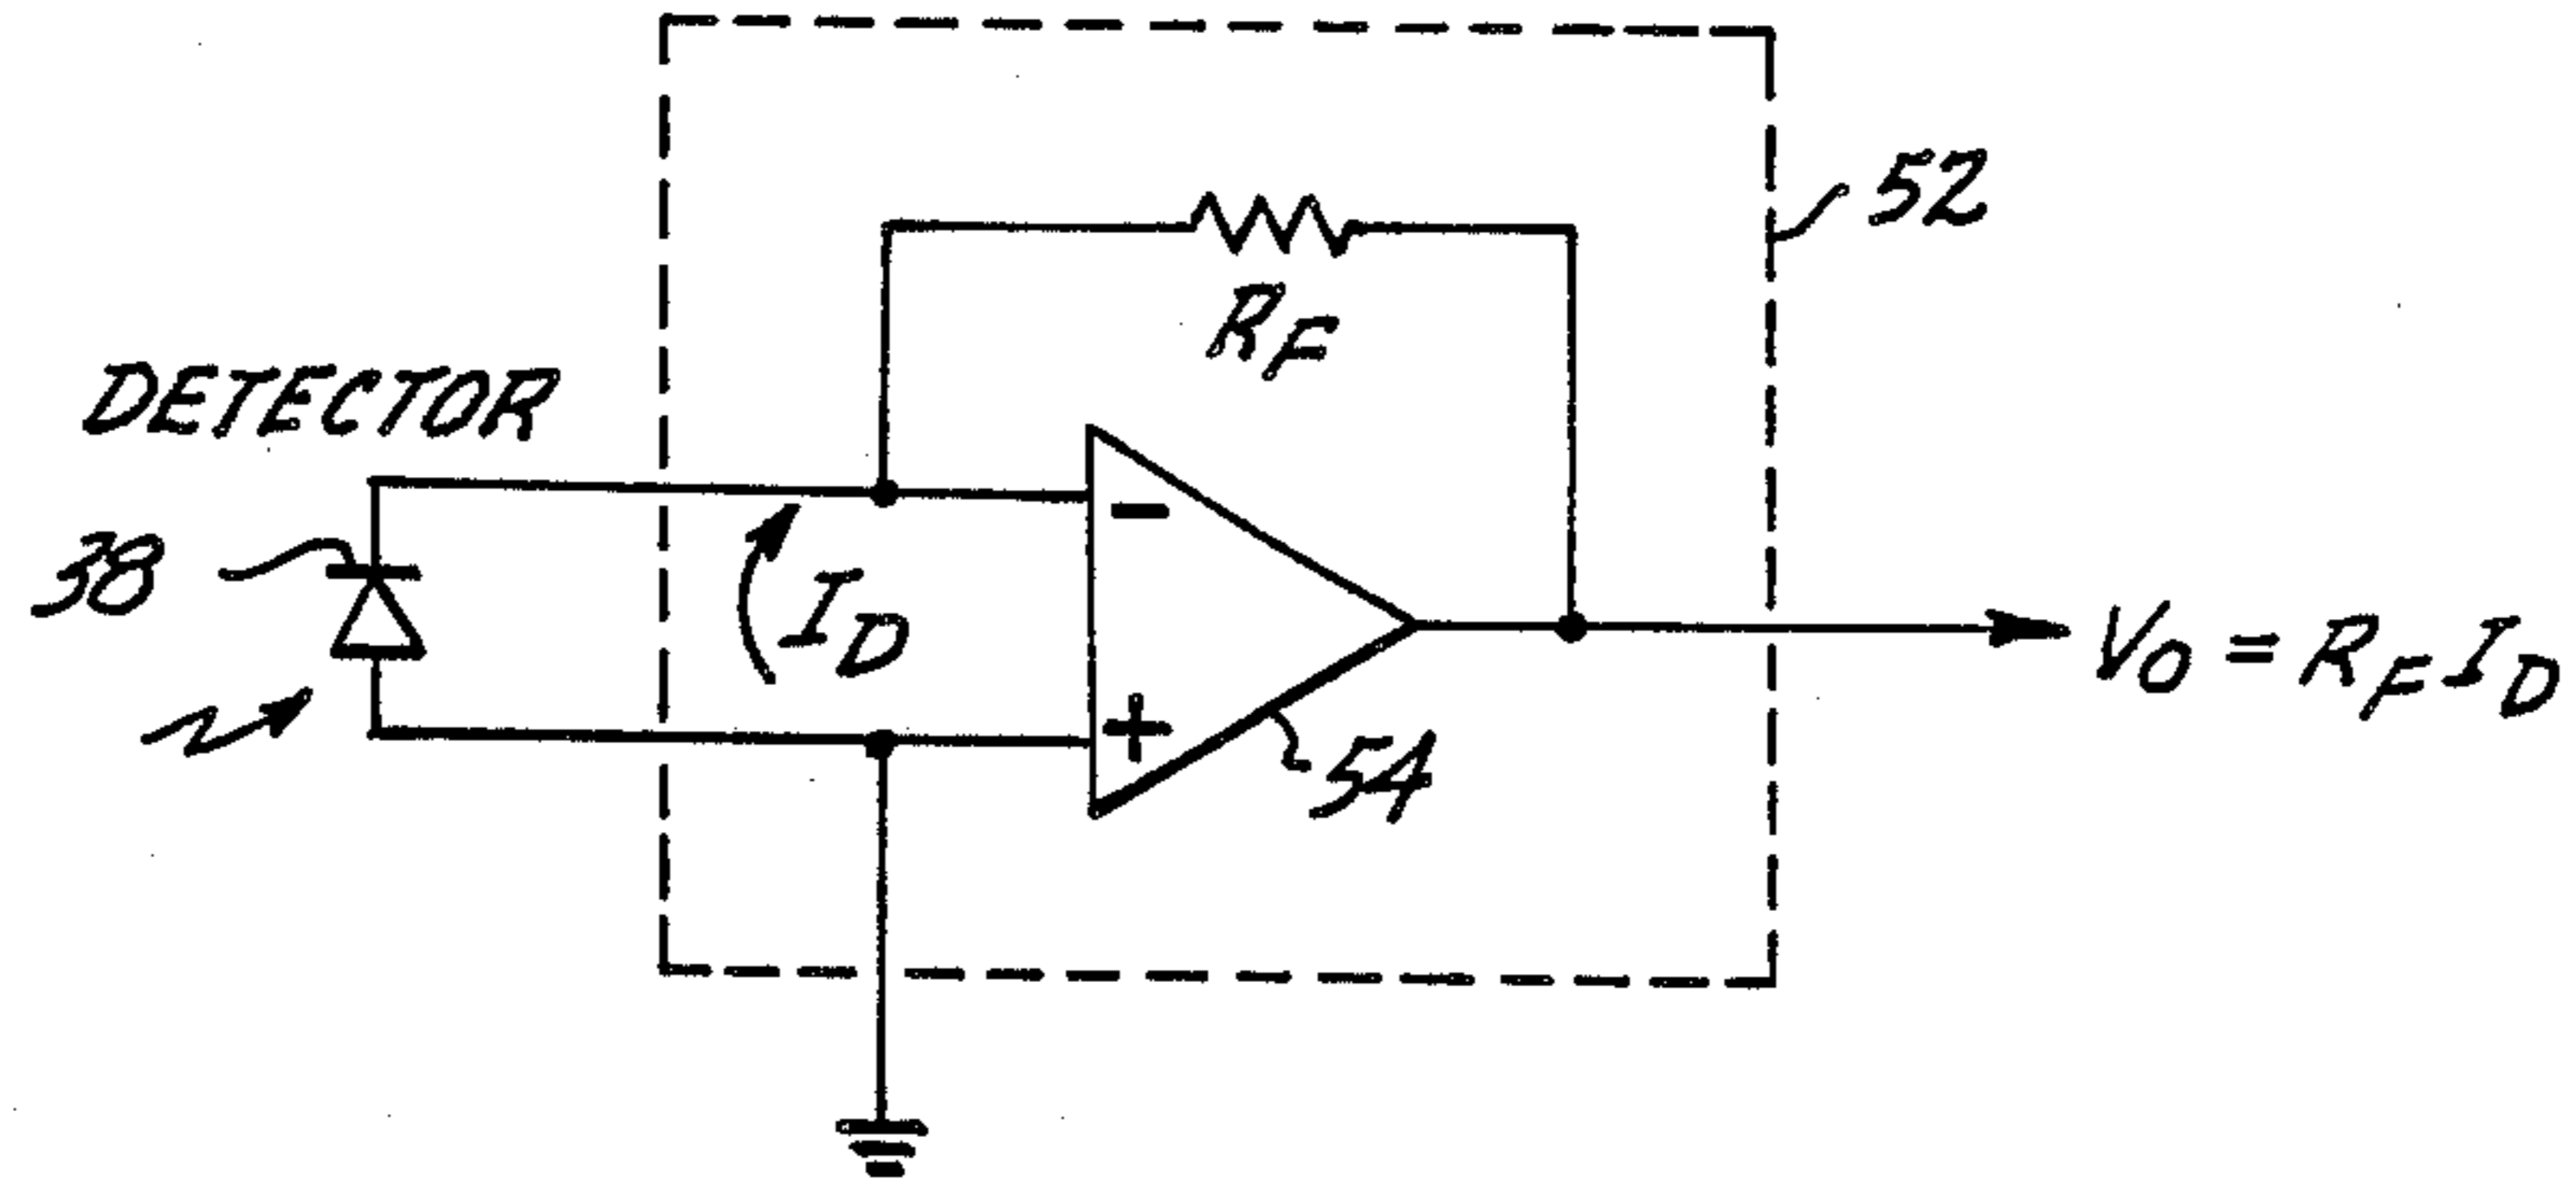 52
R_F
DETECTOR
38
I_D
-
+
54
V_O = R_F I_D